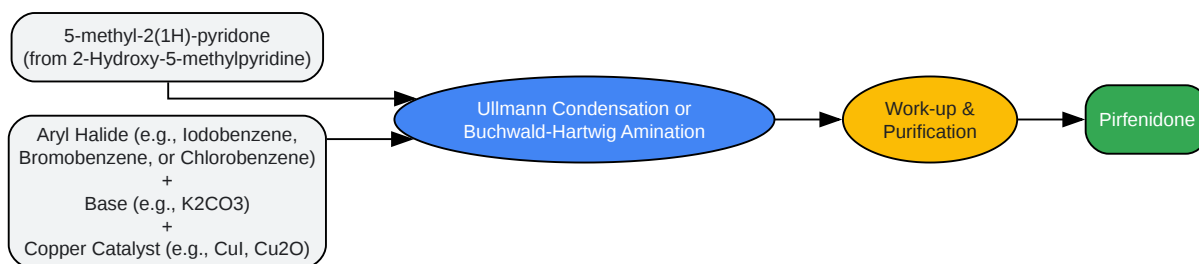 5-methyl-2(1H)-pyridone
(from 2-Hydroxy-5-methylpyridine)
Aryl Halide (e.g., Iodobenzene,
Bromobenzene, or Chlorobenzene)
+
Base (e.g., K2CO3)
+
Copper Catalyst (e.g., CuI, Cu2O)
Ullmann Condensation or
Buchwald-Hartwig Amination
Work-up &
Purification
Pirfenidone